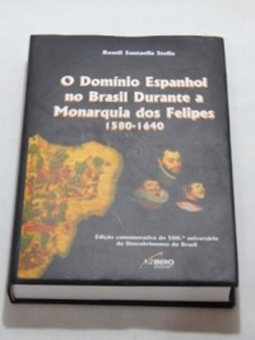 Roseli Santaella Stella
O Domínio Espanhol
no Brasil Durante a
Monarquia dos Felipes
1580-1640
Edição comemorativa do 500.º aniversário
do Descobrimento do Brasil